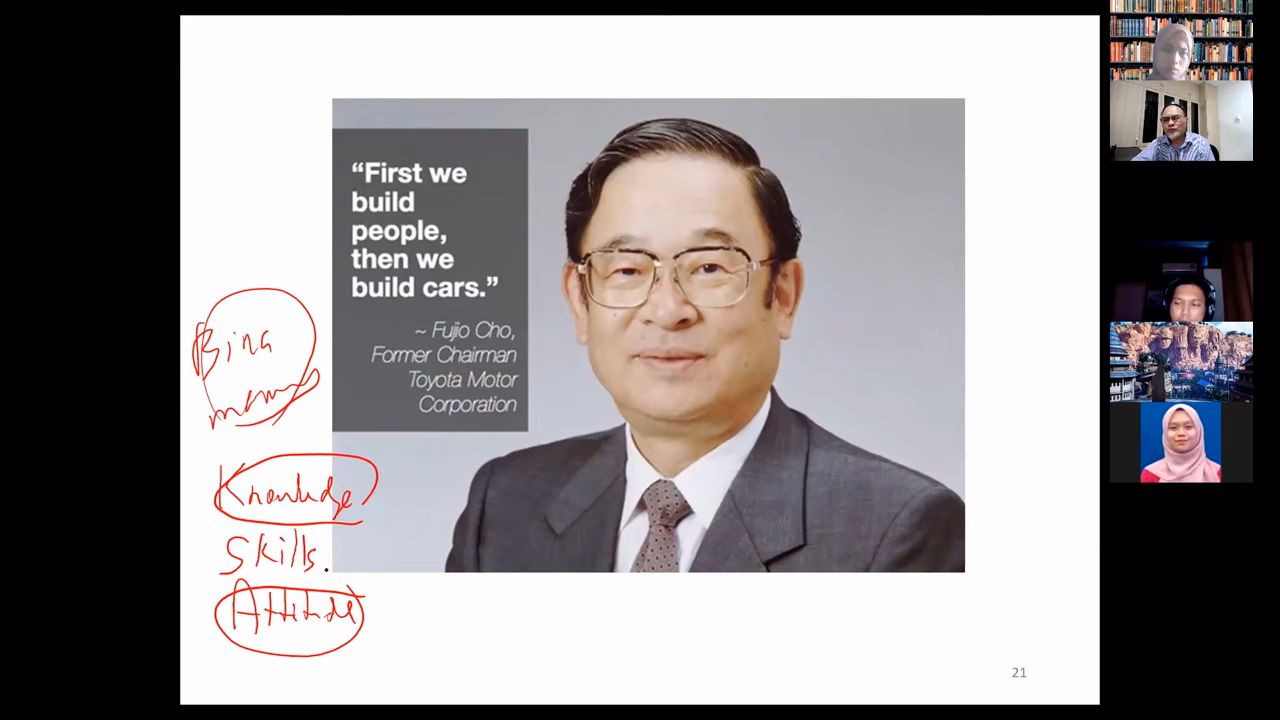 “First we
build
people,
then we
build cars.”
~ Fujio Cho,
Former Chairman
Toyota Motor
Corporation
Bina
Knowledge
Skills.
Attitude
21